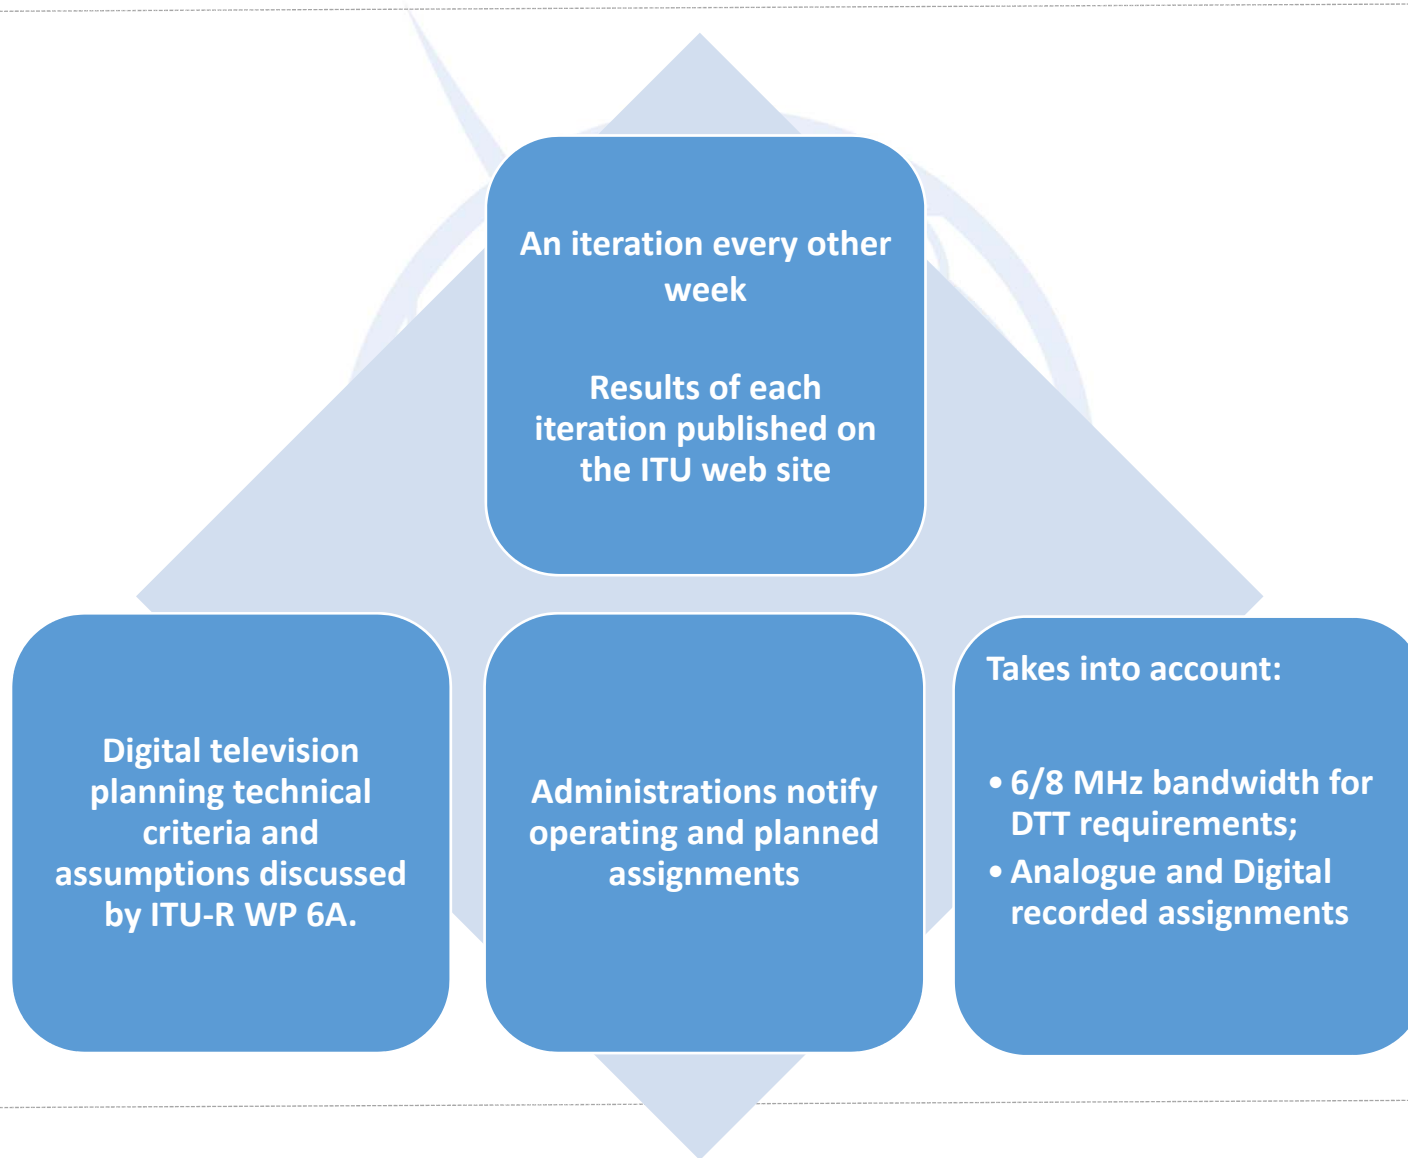 An iteration every other
week
Results of each
iteration published on
the ITU web site
Digital television
planning technical
criteria and
assumptions discussed
by ITU-R WP 6A.
Administrations notify
operating and planned
assignments
Takes into account:
• 6/8 MHz bandwidth for
DTT requirements;
• Analogue and Digital
recorded assignments